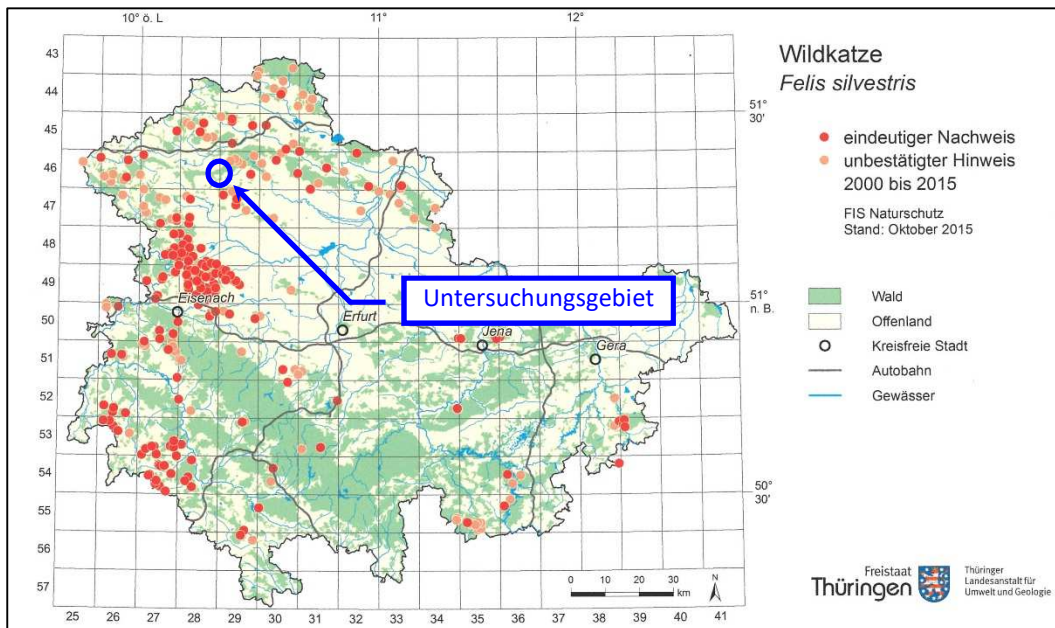 10° ö. L
11°
12°
43
44
45
46
47
48
49
50
51
52
53
54
55
56
57
51°
30'
51°
n. B.
50°
30'
Wildkatze
Felis silvestris
eindeutiger Nachweis
unbestätigter Hinweis
2000 bis 2015
FIS Naturschutz
Stand: Oktober 2015
Untersuchungsgebiet
Eisenach
Erfurt
Jena
Gera
Wald
Offenland
Kreisfreie Stadt
Autobahn
Gewässer
0 10 20 30
km
N
Freistaat
Thüringen
Thüringer
Landesanstalt für
Umwelt und Geologie
25 26 27 28 29 30 31 32 33 34 35 36 37 38 39 40 41